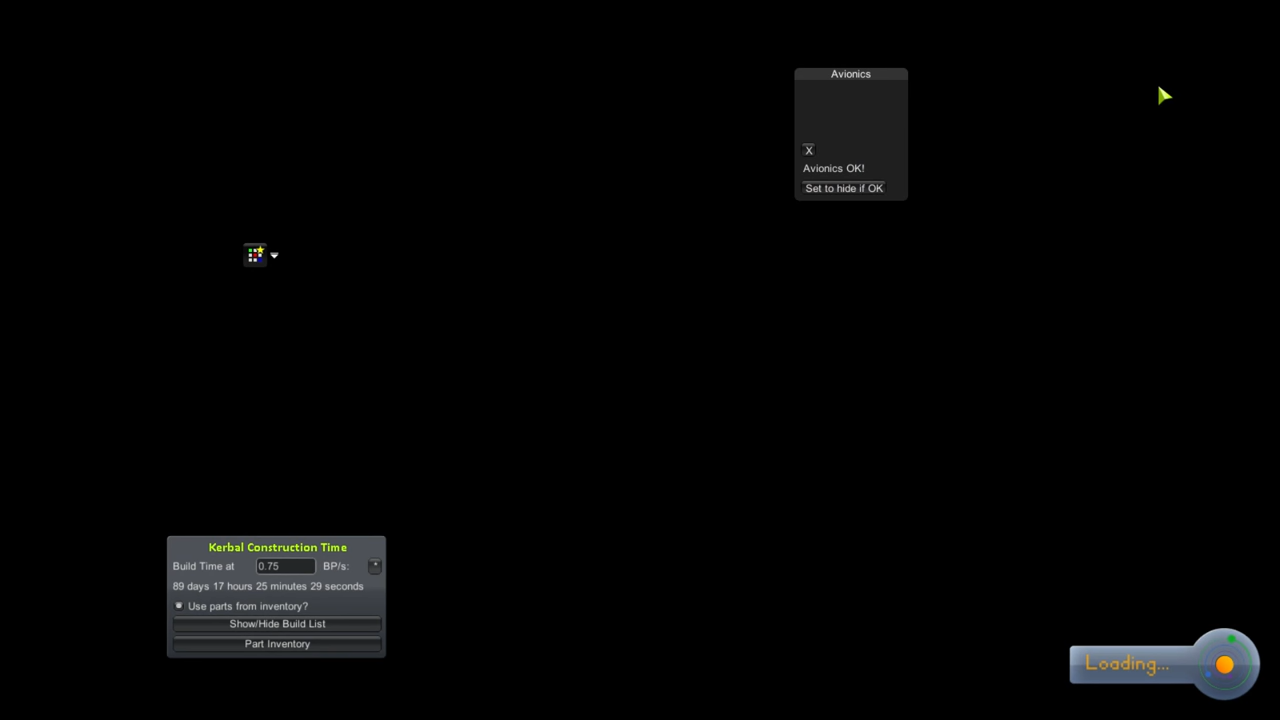 Avionics
X
Avionics OK!
Set to hide if OK
Kerbal Construction Time
Build Time at 0.75 BP/s: *
89 days 17 hours 25 minutes 29 seconds
Use parts from inventory?
Show/Hide Build List
Part Inventory
Loading...